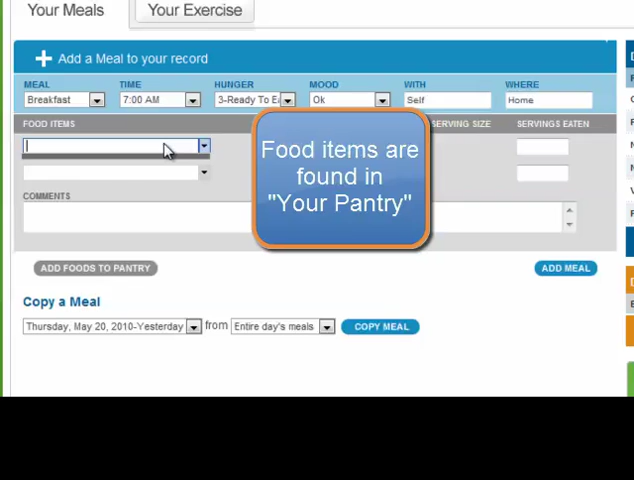 Your Meals
Your Exercise
Add a Meal to your record
MEAL
TIME
HUNGER
MOOD
WITH
WHERE
Breakfast
7:00 AM
3-Ready To E
Ok
Self
Home
FOOD ITEMS
SERVING SIZE
SERVINGS EATEN
Food items are
found in
"Your Pantry"
COMMENTS
ADD FOODS TO PANTRY
ADD MEAL
Copy a Meal
Thursday, May 20, 2010-Yesterday
from
Entire day's meals
COPY MEAL